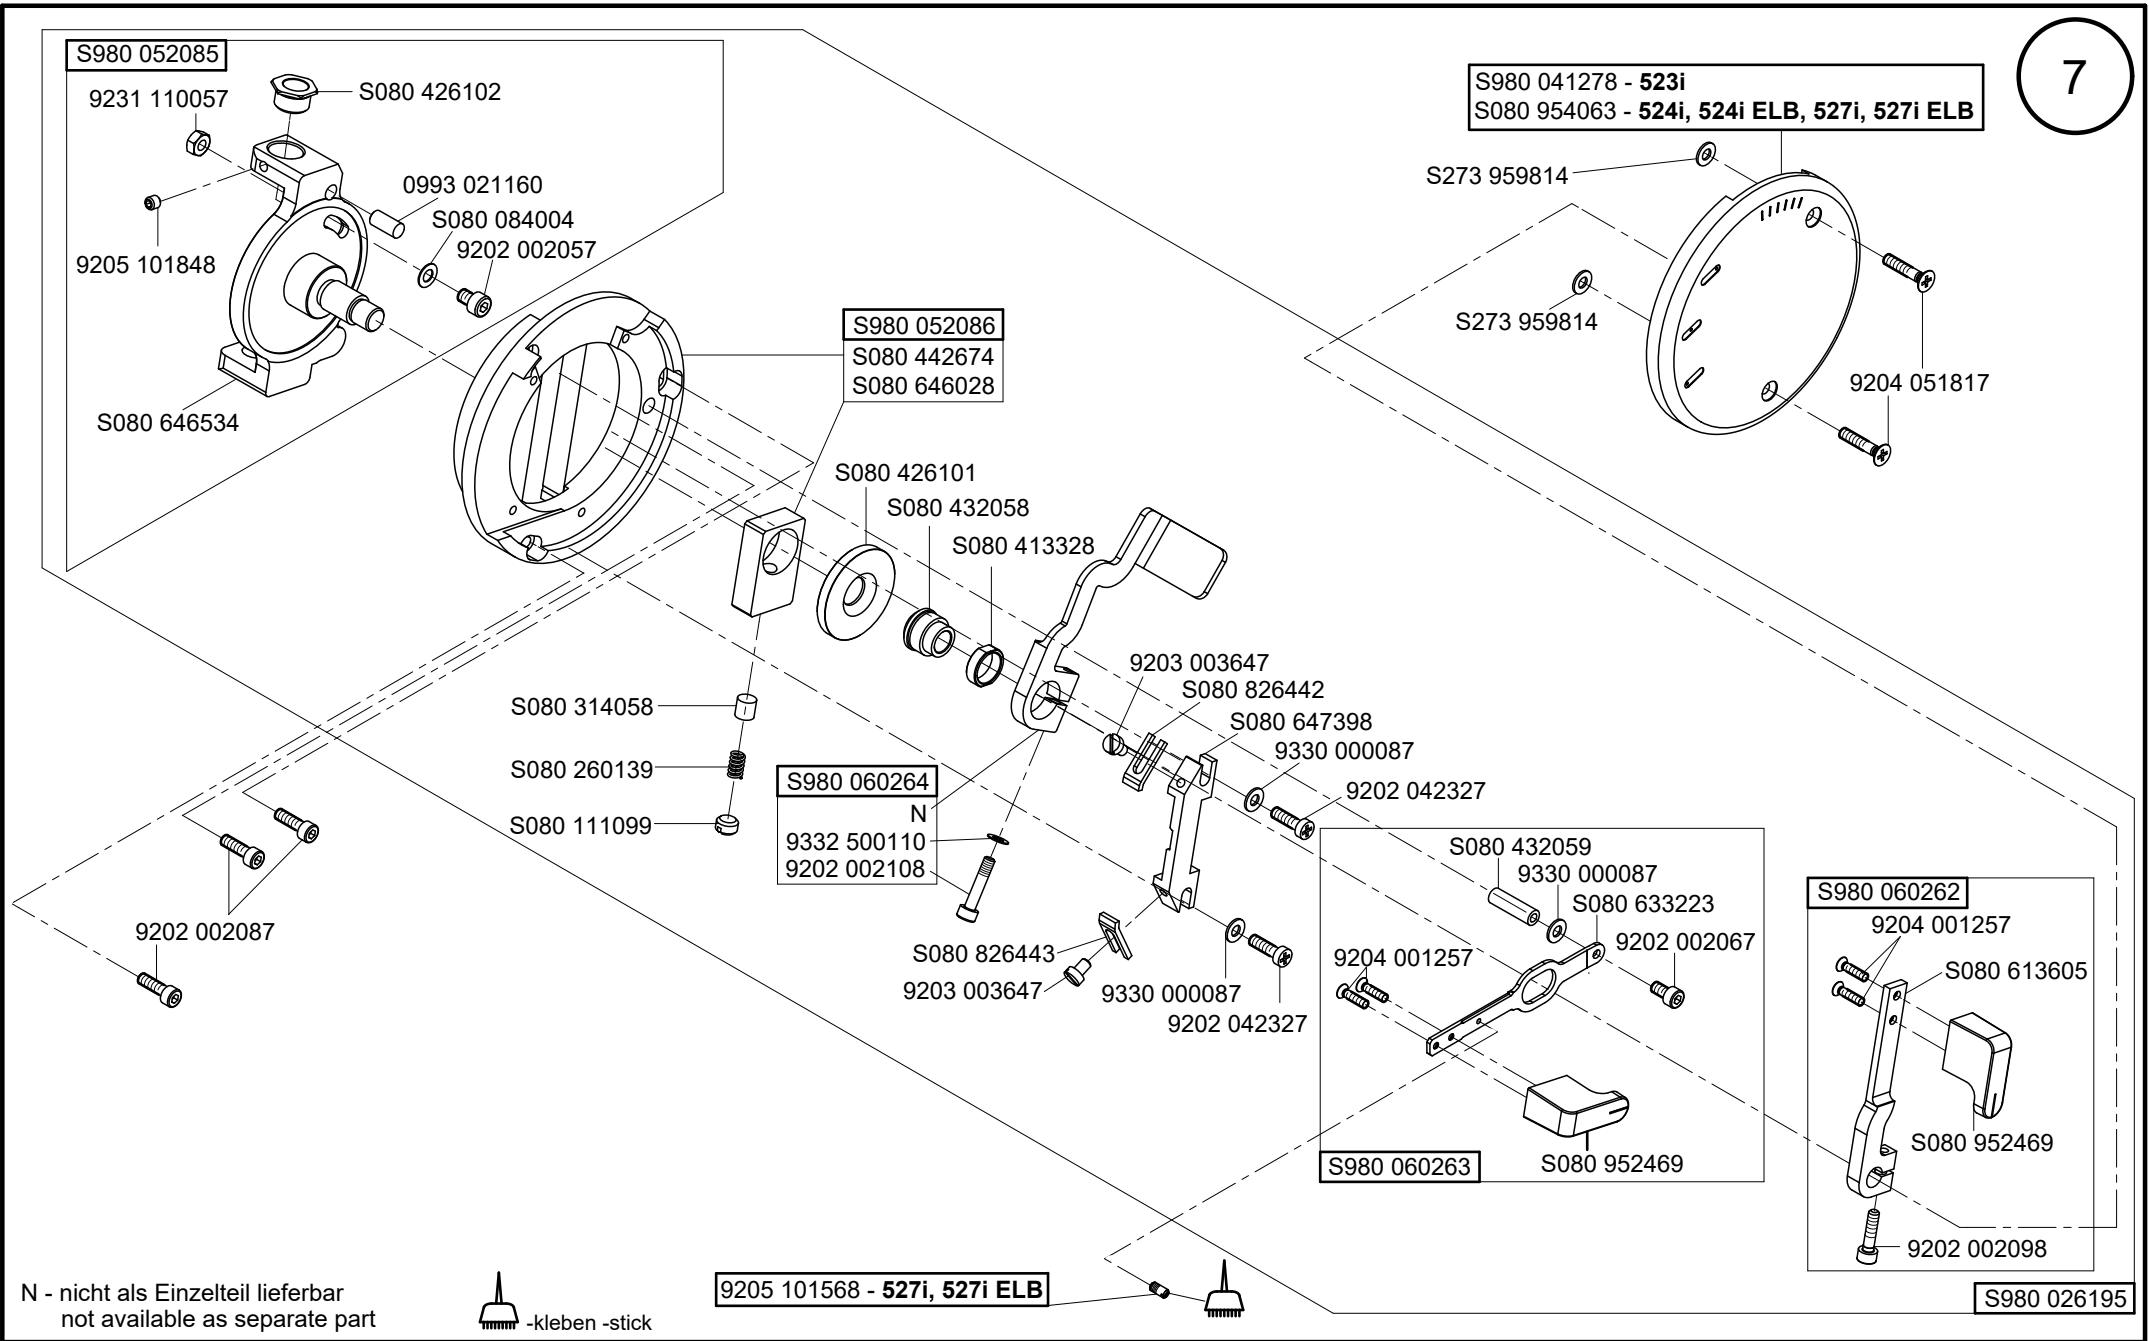 7
S980 052085
9231 110057
S080 426102
0993 021160
S080 084004
9202 002057
9205 101848
S080 646534
S980 041278 - 523i
S080 954063 - 524i, 524i ELB, 527i, 527i ELB
S273 959814
S273 959814
9204 051817
S980 052086
S080 442674
S080 646028
S080 426101
S080 432058
S080 413328
S080 314058
S080 260139
S080 111099
9203 003647
S080 826442
S080 647398
9330 000087
9202 042327
S980 060264
N
9332 500110
9202 002108
9202 002087
S080 826443
9203 003647
9330 000087
9202 042327
S080 432059
9330 000087
S080 633223
9202 002067
9204 001257
S080 952469
S980 060263
S980 060262
9204 001257
S080 613605
S080 952469
9202 002098
N - nicht als Einzelteil lieferbar
not available as separate part
-kleben -stick
9205 101568 - 527i, 527i ELB
S980 026195